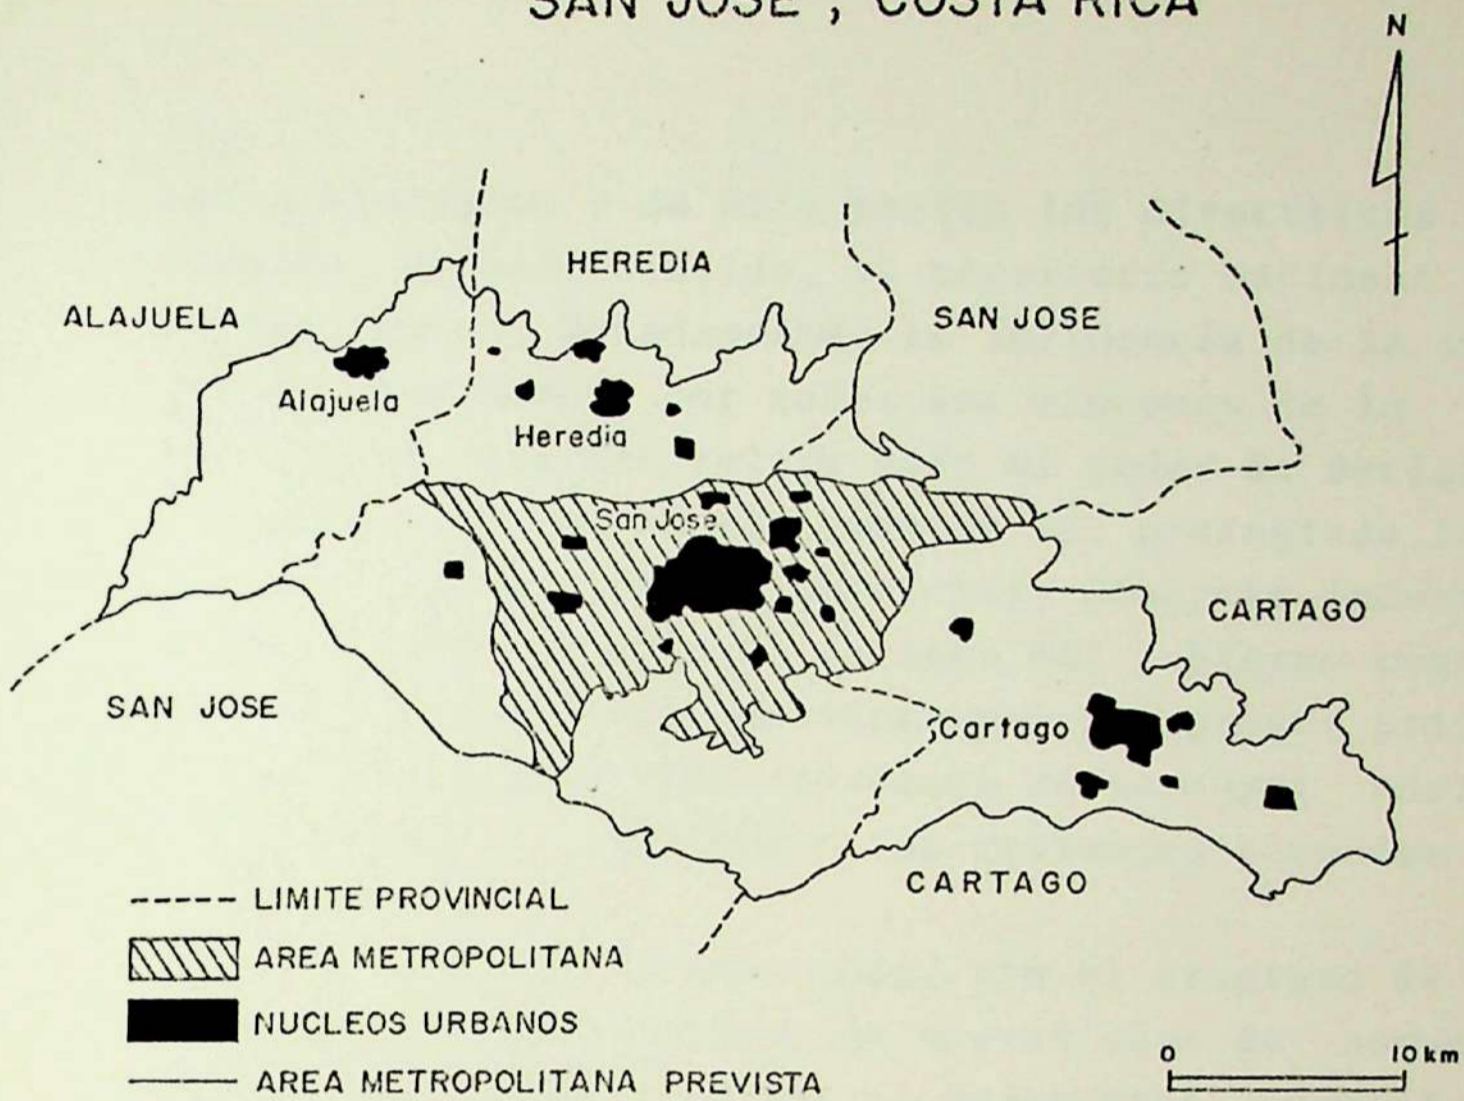 SAN JOSE , COSTA RICA
N
HEREDIA
ALAJUELA
SAN JOSE
Alajuela
Heredia
San Jose
CARTAGO
SAN JOSE
Cartago
CARTAGO
LIMITE PROVINCIAL
AREA METROPOLITANA
NUCLEOS URBANOS
AREA METROPOLITANA PREVISTA
0 10 km